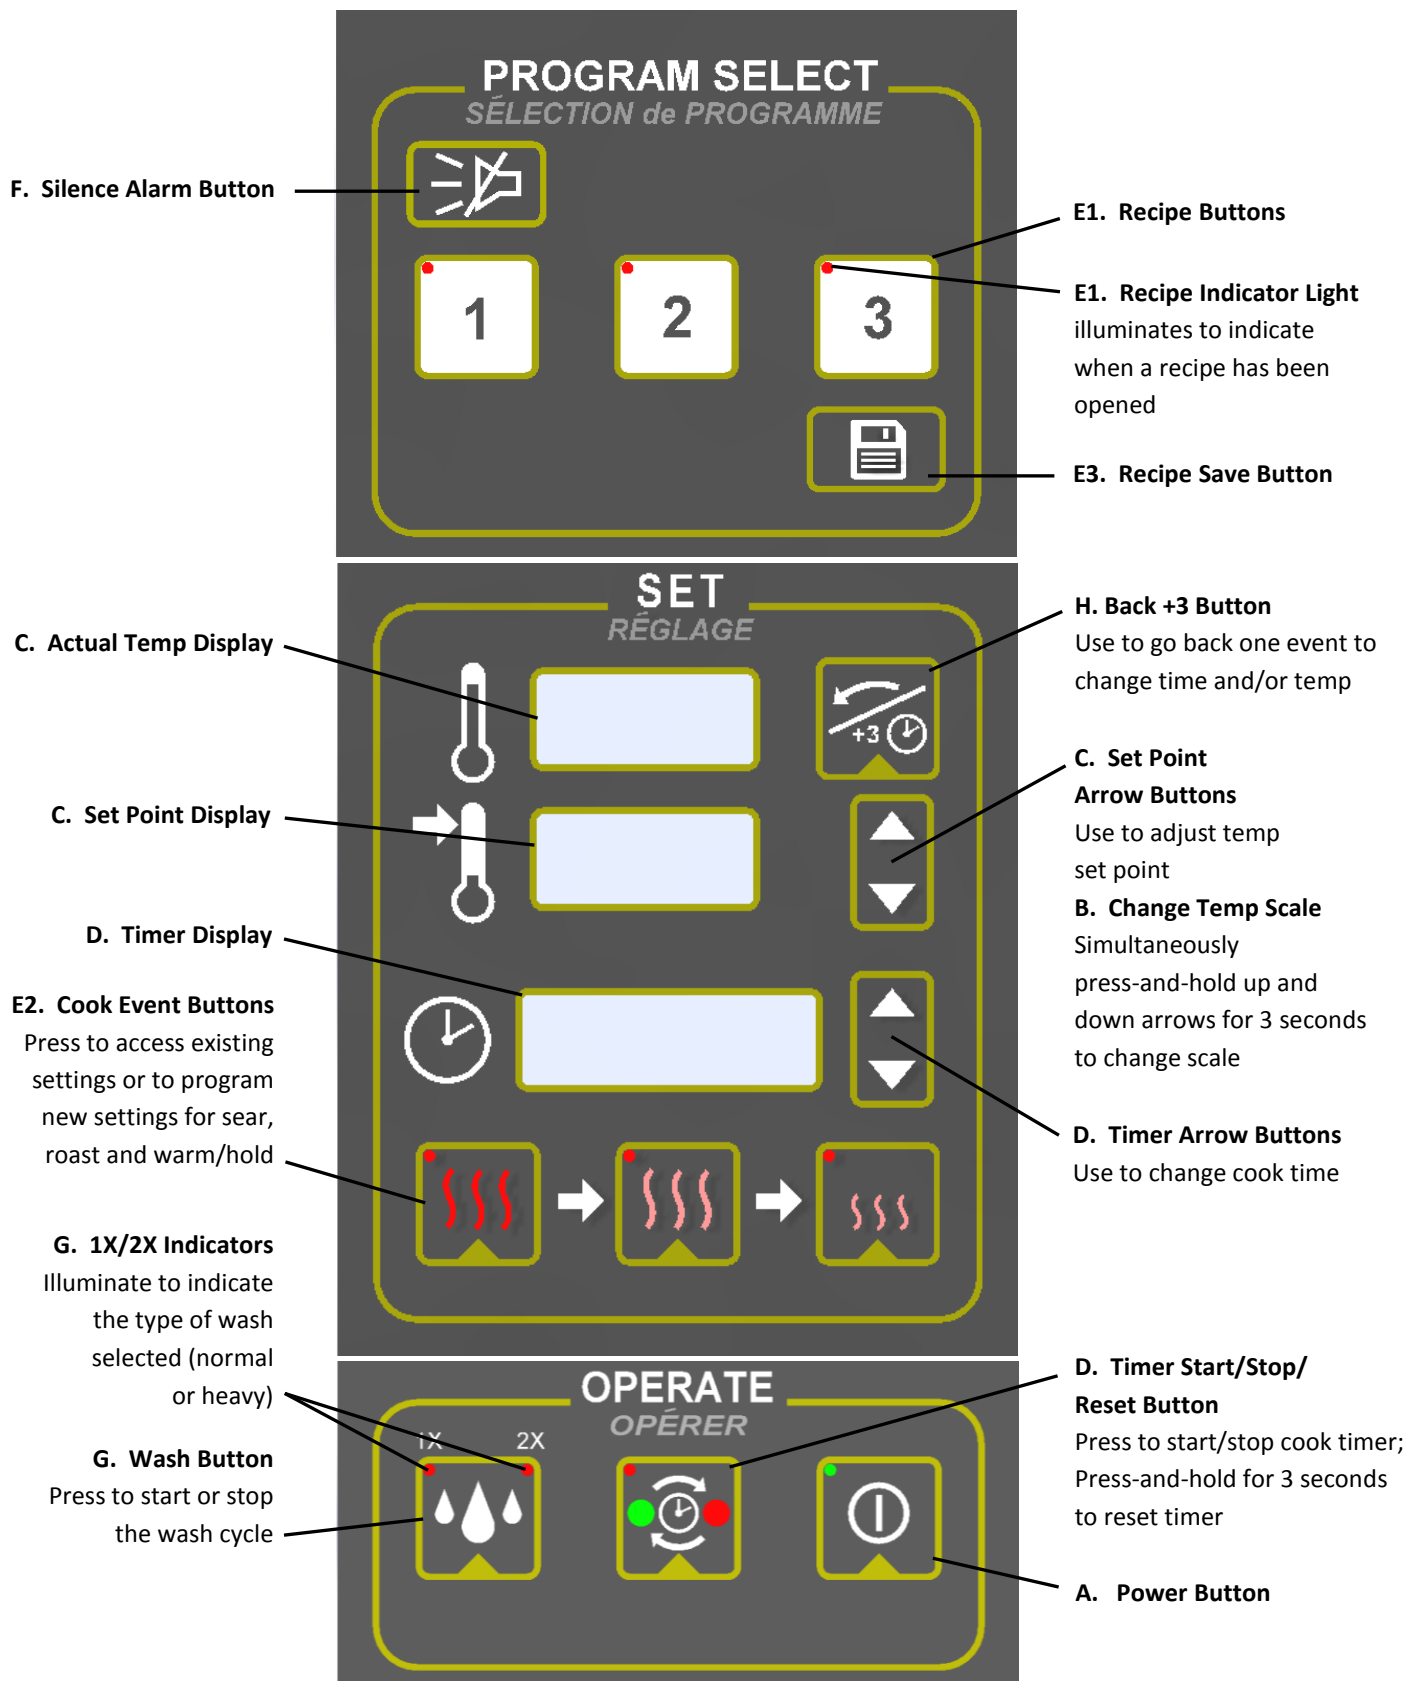 PROGRAM SELECT
SÉLECTION de PROGRAMME
F. Silence Alarm Button
1
2
3
E1. Recipe Buttons
E1. Recipe Indicator Light
illuminates to indicate
when a recipe has been
opened
E3. Recipe Save Button
SET
RÉGLAGE
C. Actual Temp Display
+3
H. Back +3 Button
Use to go back one event to
change time and/or temp
C. Set Point Display
C. Set Point
Arrow Buttons
Use to adjust temp
set point
B. Change Temp Scale
Simultaneously
press-and-hold up and
down arrows for 3 seconds
to change scale
D. Timer Display
E2. Cook Event Buttons
Press to access existing
settings or to program
new settings for sear,
roast and warm/hold
D. Timer Arrow Buttons
Use to change cook time
G. 1X/2X Indicators
Illuminate to indicate
the type of wash
selected (normal
or heavy)
G. Wash Button
Press to start or stop
the wash cycle
OPERATE
OPÉRER
1X
2X
D. Timer Start/Stop/
Reset Button
Press to start/stop cook timer;
Press-and-hold for 3 seconds
to reset timer
A. Power Button